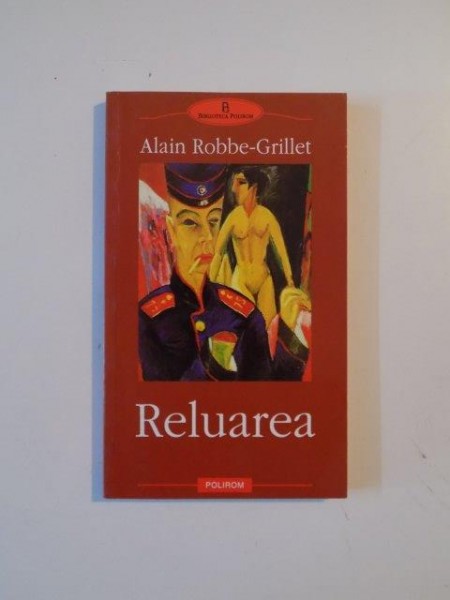 BIBLIOTECA POLIROM
Alain Robbe-Grillet
Reluarea
POLIROM